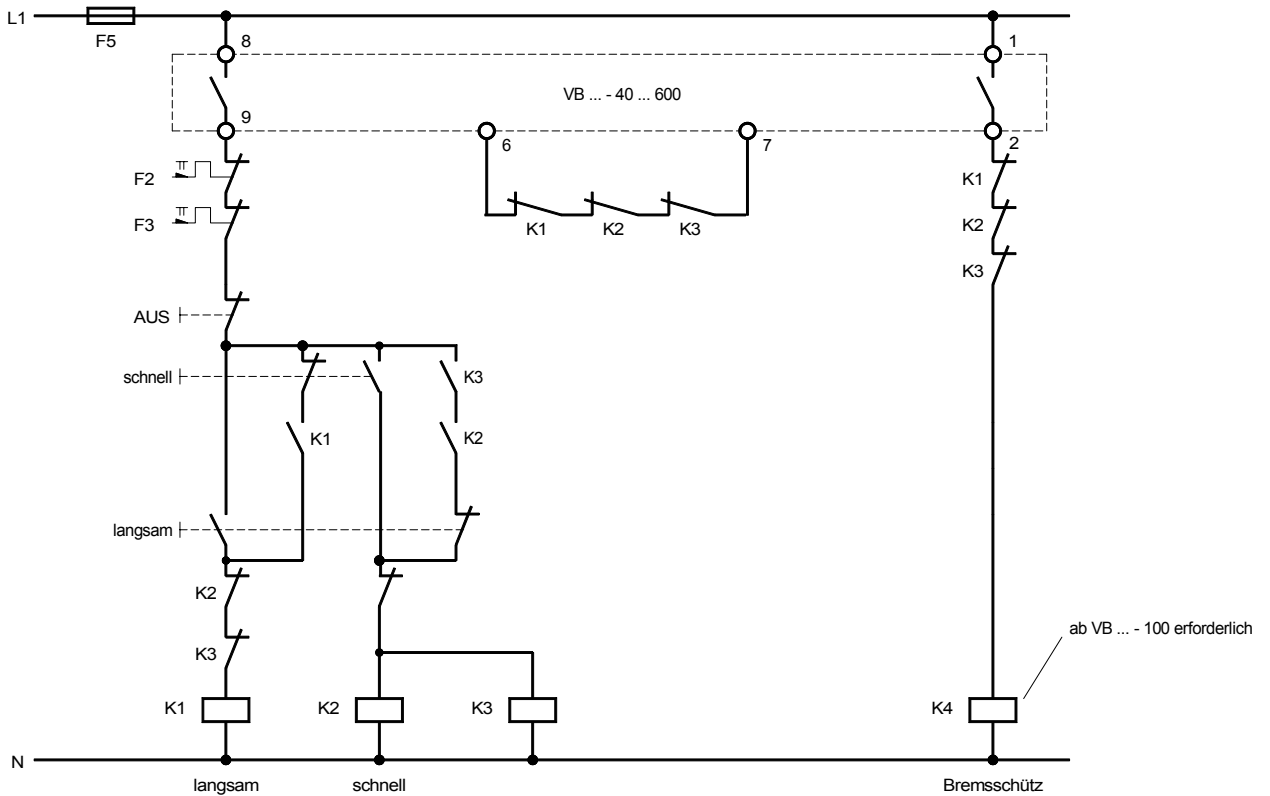 L1
F5
8
1
VB ... - 40 ... 600
9
6
7
2
F2
K1
F3
K1
K2
K3
K2
K3
AUS
schnell
K3
K1
K2
langsam
K2
ab VB ... - 100 erforderlich
K3
K1
K2
K3
K4
N
langsam
schnell
Bremsschütz